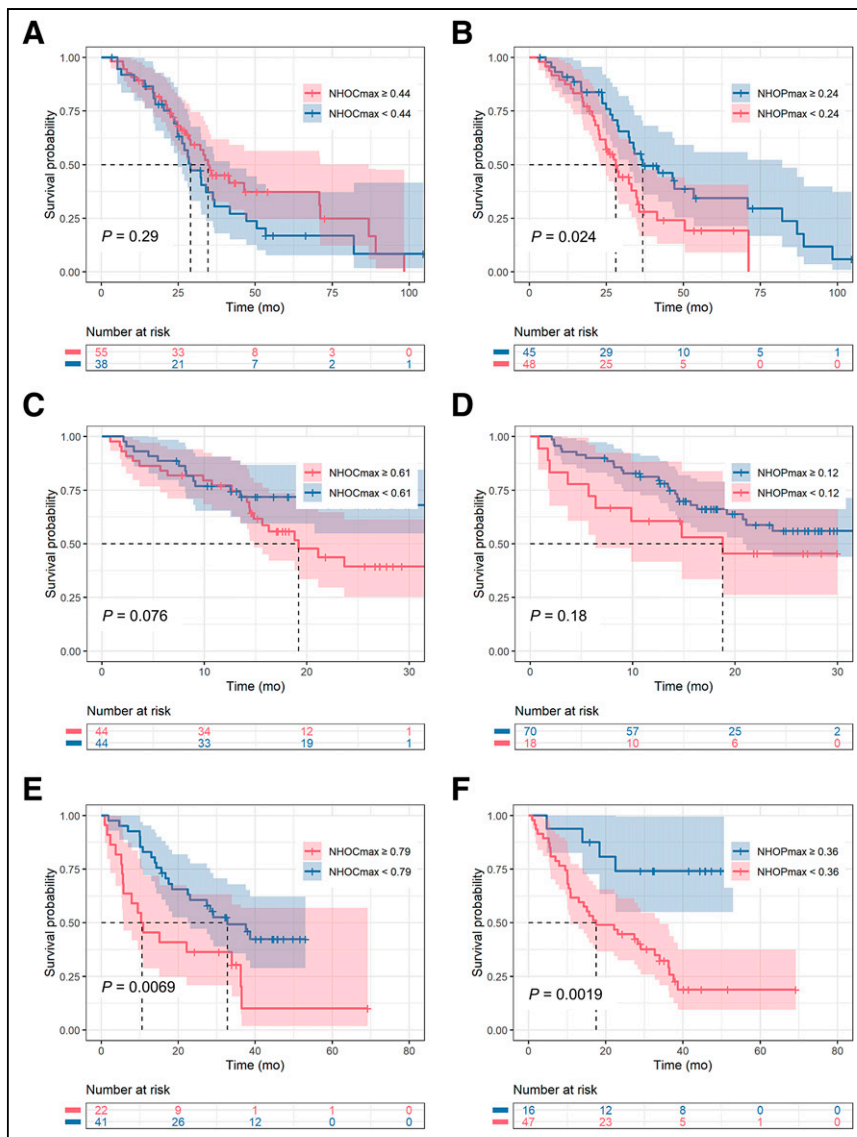 A
Survival probability
1.00
0.75
0.50
0.25
0.00
NHOCmax ≥ 0.44
NHOCmax < 0.44
P = 0.29
0 25 50 75 100
Time (mo)
Number at risk
55 33 8 3 0
38 21 7 2 1
B
Survival probability
1.00
0.75
0.50
0.25
0.00
NHOPmax ≥ 0.24
NHOPmax < 0.24
P = 0.024
0 25 50 75 100
Time (mo)
Number at risk
45 29 10 5 1
48 25 5 0 0
C
Survival probability
1.00
0.75
0.50
0.25
0.00
NHOCmax ≥ 0.61
NHOCmax < 0.61
P = 0.076
0 10 20 30
Time (mo)
Number at risk
44 34 12 1
44 33 19 1
D
Survival probability
1.00
0.75
0.50
0.25
0.00
NHOPmax ≥ 0.12
NHOPmax < 0.12
P = 0.18
0 10 20 30
Time (mo)
Number at risk
70 57 25 2
18 10 6 0
E
Survival probability
1.00
0.75
0.50
0.25
0.00
NHOCmax ≥ 0.79
NHOCmax < 0.79
P = 0.0069
0 20 40 60 80
Time (mo)
Number at risk
22 9 1 1 0
41 26 12 0 0
F
Survival probability
1.00
0.75
0.50
0.25
0.00
NHOPmax ≥ 0.36
NHOPmax < 0.36
P = 0.0019
0 20 40 60 80
Time (mo)
Number at risk
16 12 8 0 0
47 23 5 1 0